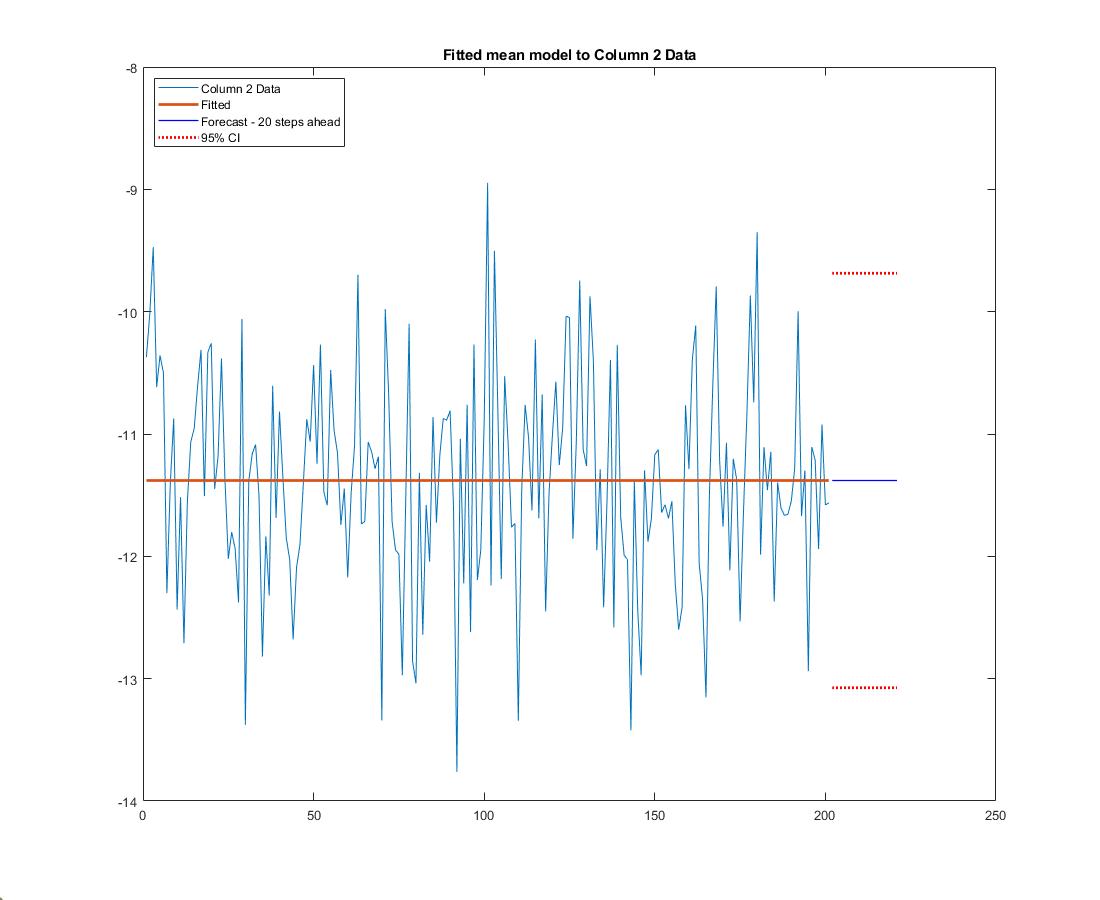 Fitted mean model to Column 2 Data
-8
Column 2 Data
Fitted
Forecast - 20 steps ahead
95% CI
-9
-10
-11
-12
-13
-14
0 50 100 150 200 250